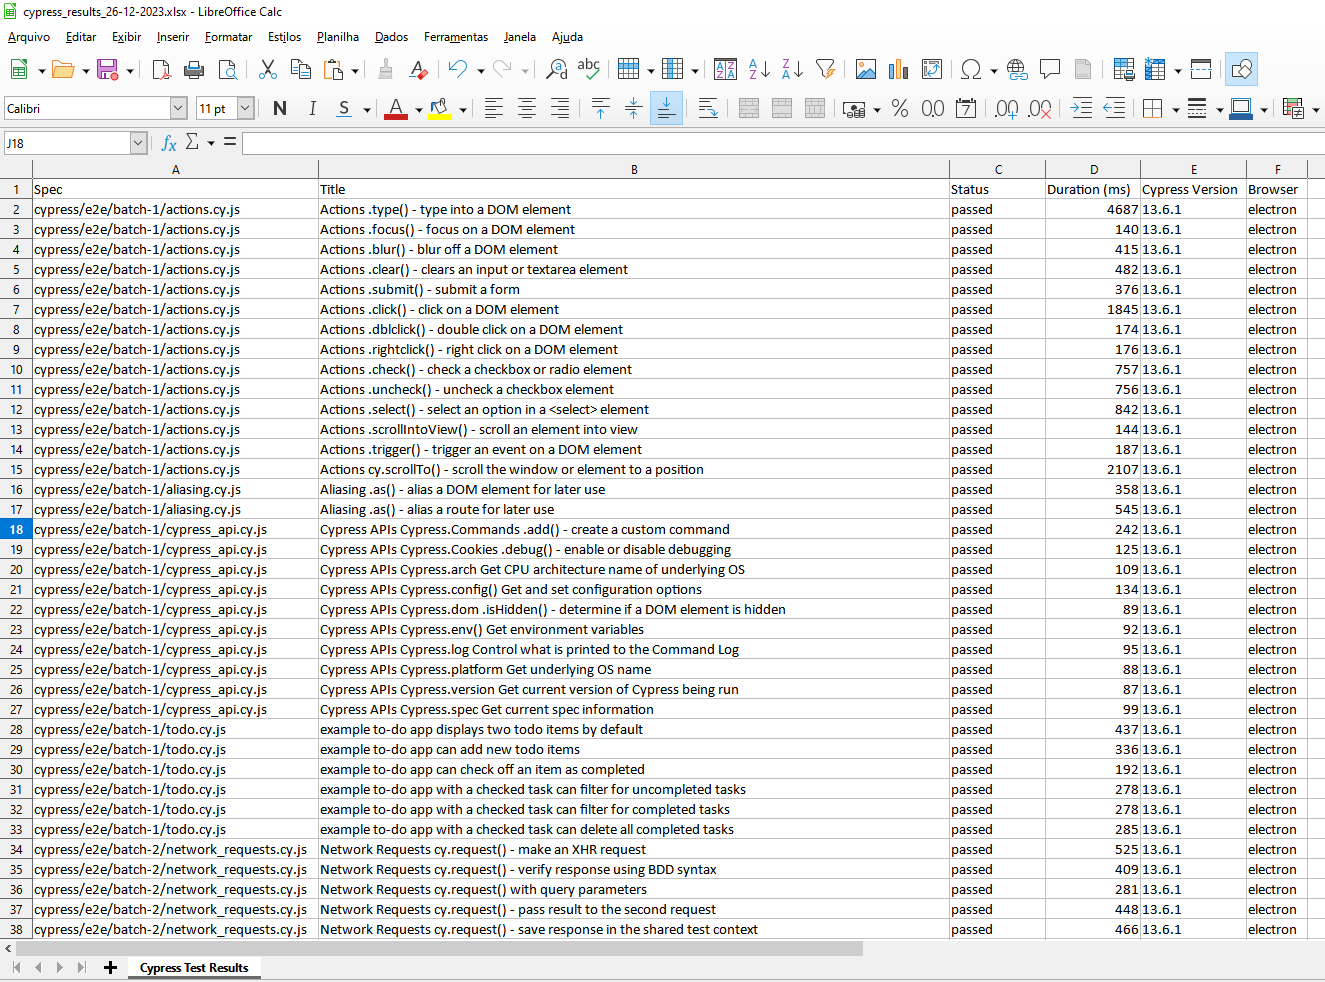 cypress_results_26-12-2023.xlsx - LibreOffice Calc
Arquivo Editar Exibir Inserir Formatar Estilos Planilha Dados Ferramentas Janela Ajuda
Calibri 11 pt N I S A % 0.0 7 .00 .00
J18 fx Σ =
A B C D E F
1 Spec Title Status Duration (ms) Cypress Version Browser
2 cypress/e2e/batch-1/actions.cy.js Actions .type() - type into a DOM element passed 4687 13.6.1 electron
3 cypress/e2e/batch-1/actions.cy.js Actions .focus() - focus on a DOM element passed 140 13.6.1 electron
4 cypress/e2e/batch-1/actions.cy.js Actions .blur() - blur off a DOM element passed 415 13.6.1 electron
5 cypress/e2e/batch-1/actions.cy.js Actions .clear() - clears an input or textarea element passed 482 13.6.1 electron
6 cypress/e2e/batch-1/actions.cy.js Actions .submit() - submit a form passed 376 13.6.1 electron
7 cypress/e2e/batch-1/actions.cy.js Actions .click() - click on a DOM element passed 1845 13.6.1 electron
8 cypress/e2e/batch-1/actions.cy.js Actions .dblclick() - double click on a DOM element passed 174 13.6.1 electron
9 cypress/e2e/batch-1/actions.cy.js Actions .rightclick() - right click on a DOM element passed 176 13.6.1 electron
10 cypress/e2e/batch-1/actions.cy.js Actions .check() - check a checkbox or radio element passed 757 13.6.1 electron
11 cypress/e2e/batch-1/actions.cy.js Actions .uncheck() - uncheck a checkbox element passed 756 13.6.1 electron
12 cypress/e2e/batch-1/actions.cy.js Actions .select() - select an option in a <select> element passed 842 13.6.1 electron
13 cypress/e2e/batch-1/actions.cy.js Actions .scrollIntoView() - scroll an element into view passed 144 13.6.1 electron
14 cypress/e2e/batch-1/actions.cy.js Actions .trigger() - trigger an event on a DOM element passed 187 13.6.1 electron
15 cypress/e2e/batch-1/actions.cy.js Actions cy.scrollTo() - scroll the window or element to a position passed 2107 13.6.1 electron
16 cypress/e2e/batch-1/aliasing.cy.js Aliasing .as() - alias a DOM element for later use passed 358 13.6.1 electron
17 cypress/e2e/batch-1/aliasing.cy.js Aliasing .as() - alias a route for later use passed 545 13.6.1 electron
18 cypress/e2e/batch-1/cypress_api.cy.js Cypress APIs Cypress.Commands .add() - create a custom command passed 242 13.6.1 electron
19 cypress/e2e/batch-1/cypress_api.cy.js Cypress APIs Cypress.Cookies .debug() - enable or disable debugging passed 125 13.6.1 electron
20 cypress/e2e/batch-1/cypress_api.cy.js Cypress APIs Cypress.arch Get CPU architecture name of underlying OS passed 109 13.6.1 electron
21 cypress/e2e/batch-1/cypress_api.cy.js Cypress APIs Cypress.config() Get and set configuration options passed 134 13.6.1 electron
22 cypress/e2e/batch-1/cypress_api.cy.js Cypress APIs Cypress.dom .isHidden() - determine if a DOM element is hidden passed 89 13.6.1 electron
23 cypress/e2e/batch-1/cypress_api.cy.js Cypress APIs Cypress.env() Get environment variables passed 92 13.6.1 electron
24 cypress/e2e/batch-1/cypress_api.cy.js Cypress APIs Cypress.log Control what is printed to the Command Log passed 95 13.6.1 electron
25 cypress/e2e/batch-1/cypress_api.cy.js Cypress APIs Cypress.platform Get underlying OS name passed 88 13.6.1 electron
26 cypress/e2e/batch-1/cypress_api.cy.js Cypress APIs Cypress.version Get current version of Cypress being run passed 87 13.6.1 electron
27 cypress/e2e/batch-1/cypress_api.cy.js Cypress APIs Cypress.spec Get current spec information passed 99 13.6.1 electron
28 cypress/e2e/batch-1/todo.cy.js example to-do app displays two todo items by default passed 437 13.6.1 electron
29 cypress/e2e/batch-1/todo.cy.js example to-do app can add new todo items passed 336 13.6.1 electron
30 cypress/e2e/batch-1/todo.cy.js example to-do app can check off an item as completed passed 192 13.6.1 electron
31 cypress/e2e/batch-1/todo.cy.js example to-do app with a checked task can filter for uncompleted tasks passed 278 13.6.1 electron
32 cypress/e2e/batch-1/todo.cy.js example to-do app with a checked task can filter for completed tasks passed 278 13.6.1 electron
33 cypress/e2e/batch-1/todo.cy.js example to-do app with a checked task can delete all completed tasks passed 285 13.6.1 electron
34 cypress/e2e/batch-2/network_requests.cy.js Network Requests cy.request() - make an XHR request passed 525 13.6.1 electron
35 cypress/e2e/batch-2/network_requests.cy.js Network Requests cy.request() - verify response using BDD syntax passed 409 13.6.1 electron
36 cypress/e2e/batch-2/network_requests.cy.js Network Requests cy.request() with query parameters passed 281 13.6.1 electron
37 cypress/e2e/batch-2/network_requests.cy.js Network Requests cy.request() - pass result to the second request passed 448 13.6.1 electron
38 cypress/e2e/batch-2/network_requests.cy.js Network Requests cy.request() - save response in the shared test context passed 466 13.6.1 electron
Cypress Test Results